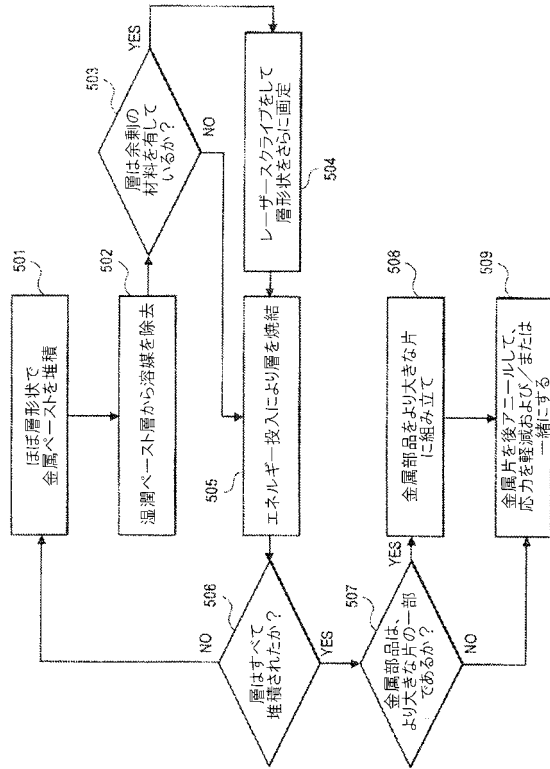 501
ほぼ層形状で
金属ペーストを堆積
502
湿潤ペースト層から溶媒を除去
503
層は余剰の
材料を有して
いるか?
YES
NO
504
レーザースクライブをして
層形状をさらに画定
505
エネルギー投入により層を焼結
506
層はすべて
堆積されたか?
NO
YES
507
金属部品は、
より大きな片の一部
であるか?
YES
NO
508
金属部品をより大きな片
に組み立て
509
金属片を後アニールして、
応力を軽減および/または
一緒にする